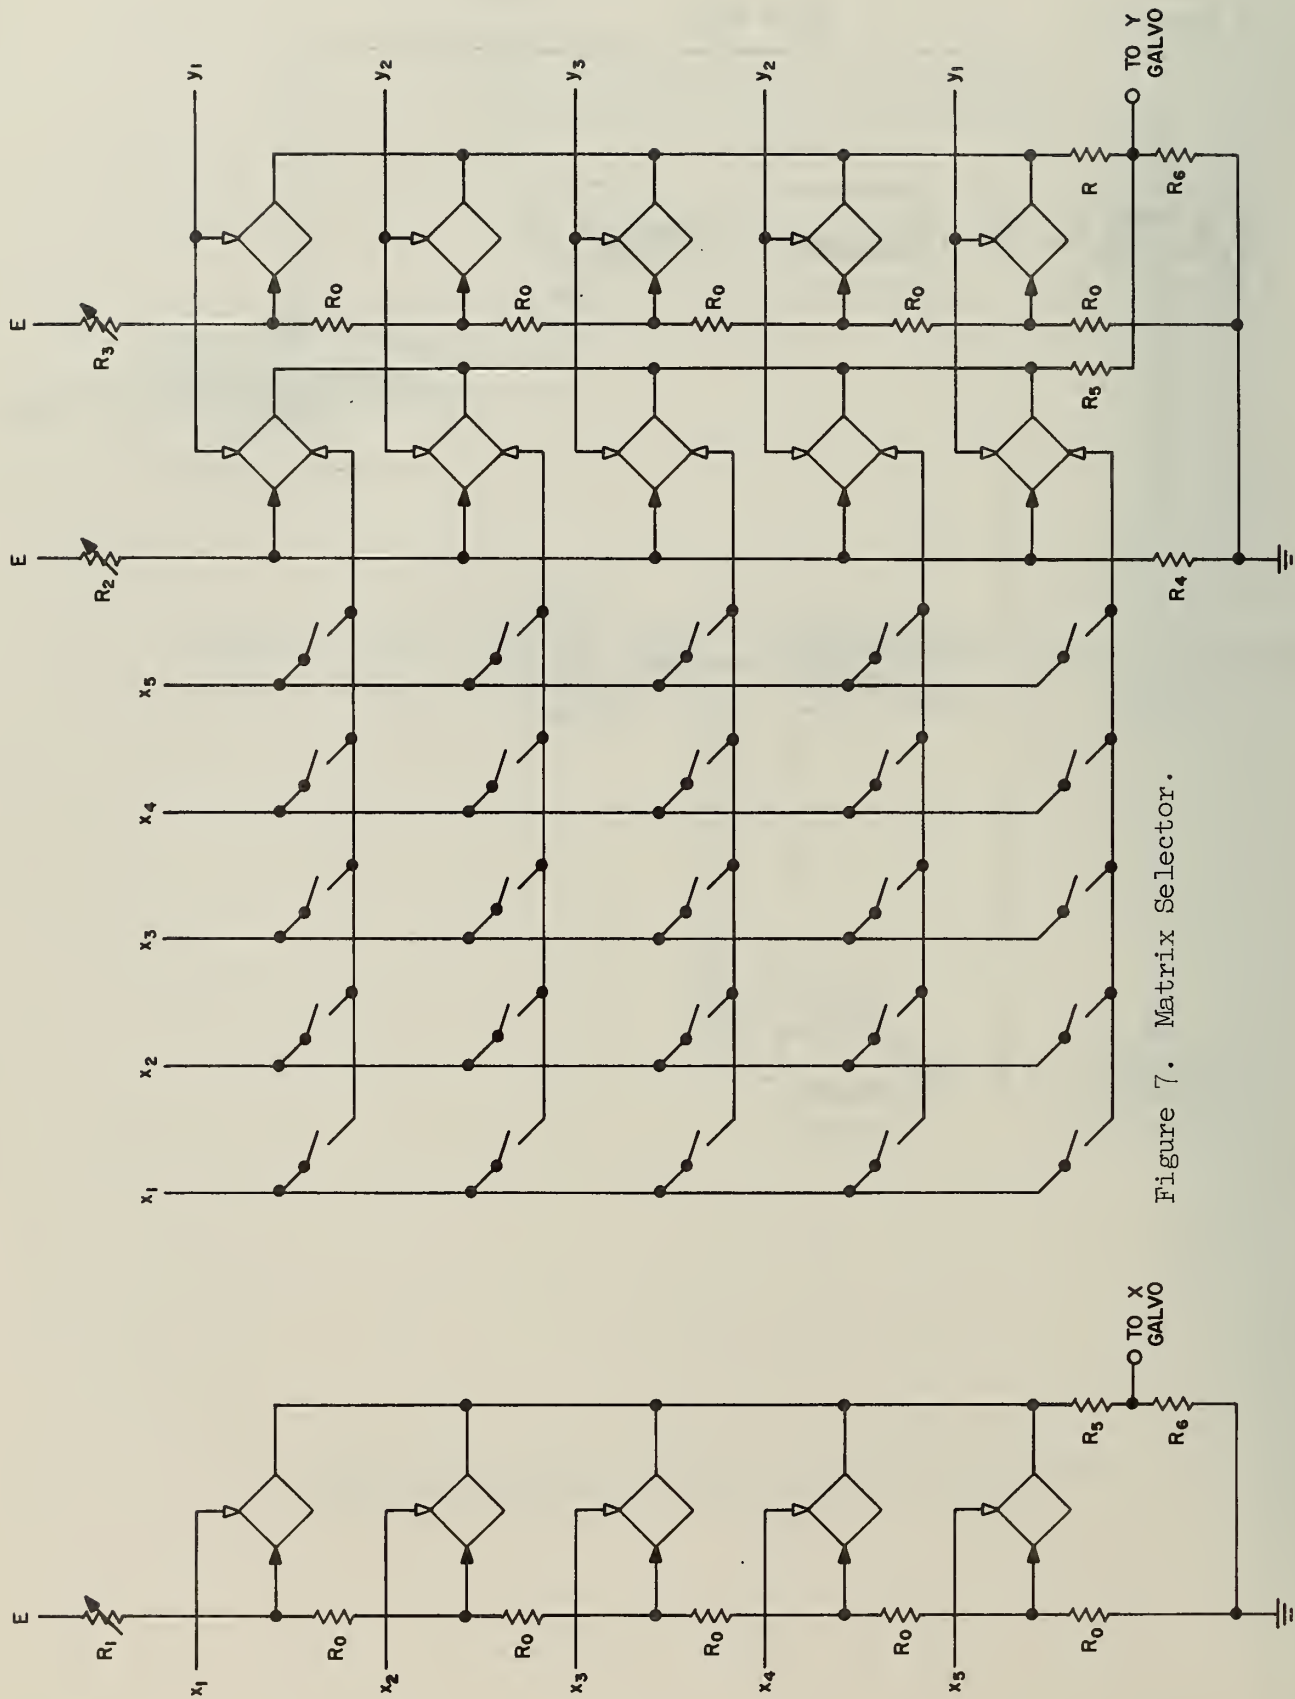 E
E
E
R1
R2
R3
x1
x2
x3
x4
x5
y1
y2
y3
y2
y1
x1
x2
x3
x4
x5
R0
R0
R0
R0
R0
R0
R0
R0
R0
R0
R5
R6
TO X
GALVO
R4
R5
R
R6
TO Y
GALVO
Figure 7. Matrix Selector.